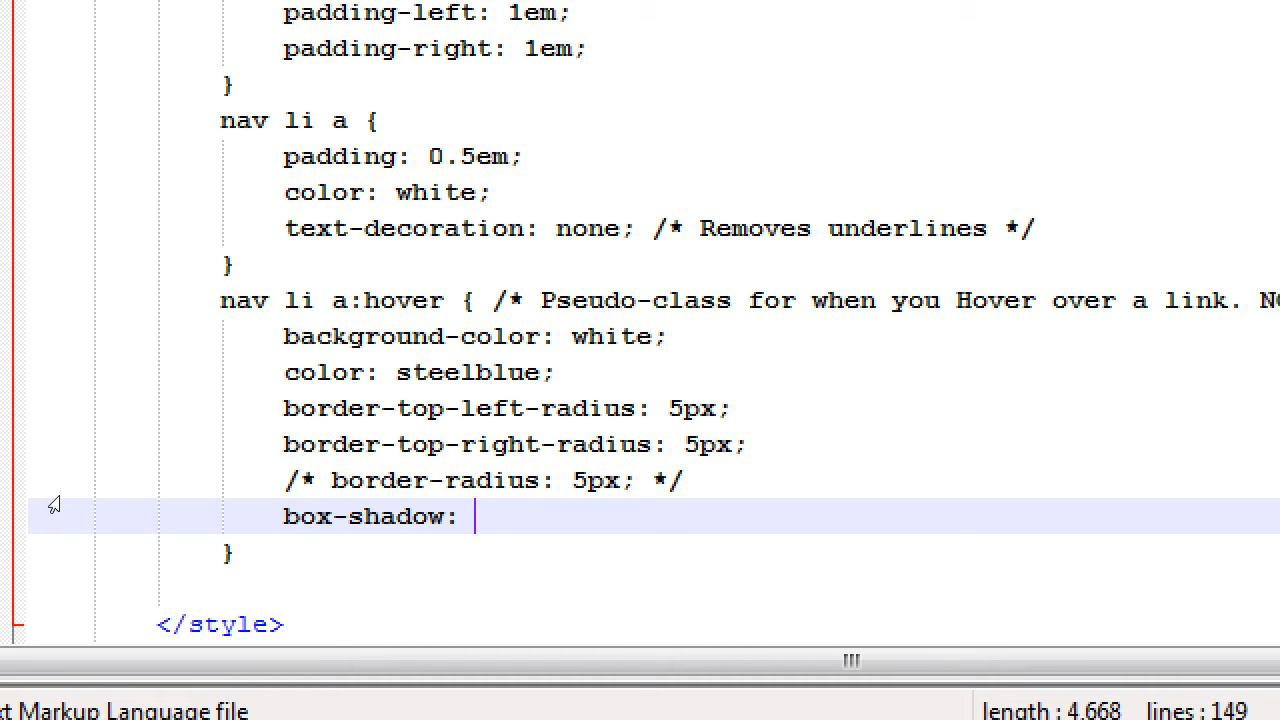 padding-left: 1em;
padding-right: 1em;
}
nav li a {
padding: 0.5em;
color: white;
text-decoration: none; /* Removes underlines */
}
nav li a:hover { /* Pseudo-class for when you Hover over a link.
background-color: white;
color: steelblue;
border-top-left-radius: 5px;
border-top-right-radius: 5px;
/* border-radius: 5px; */
box-shadow:
}
</style>
xt Markup Language file length : 4,668 lines : 149